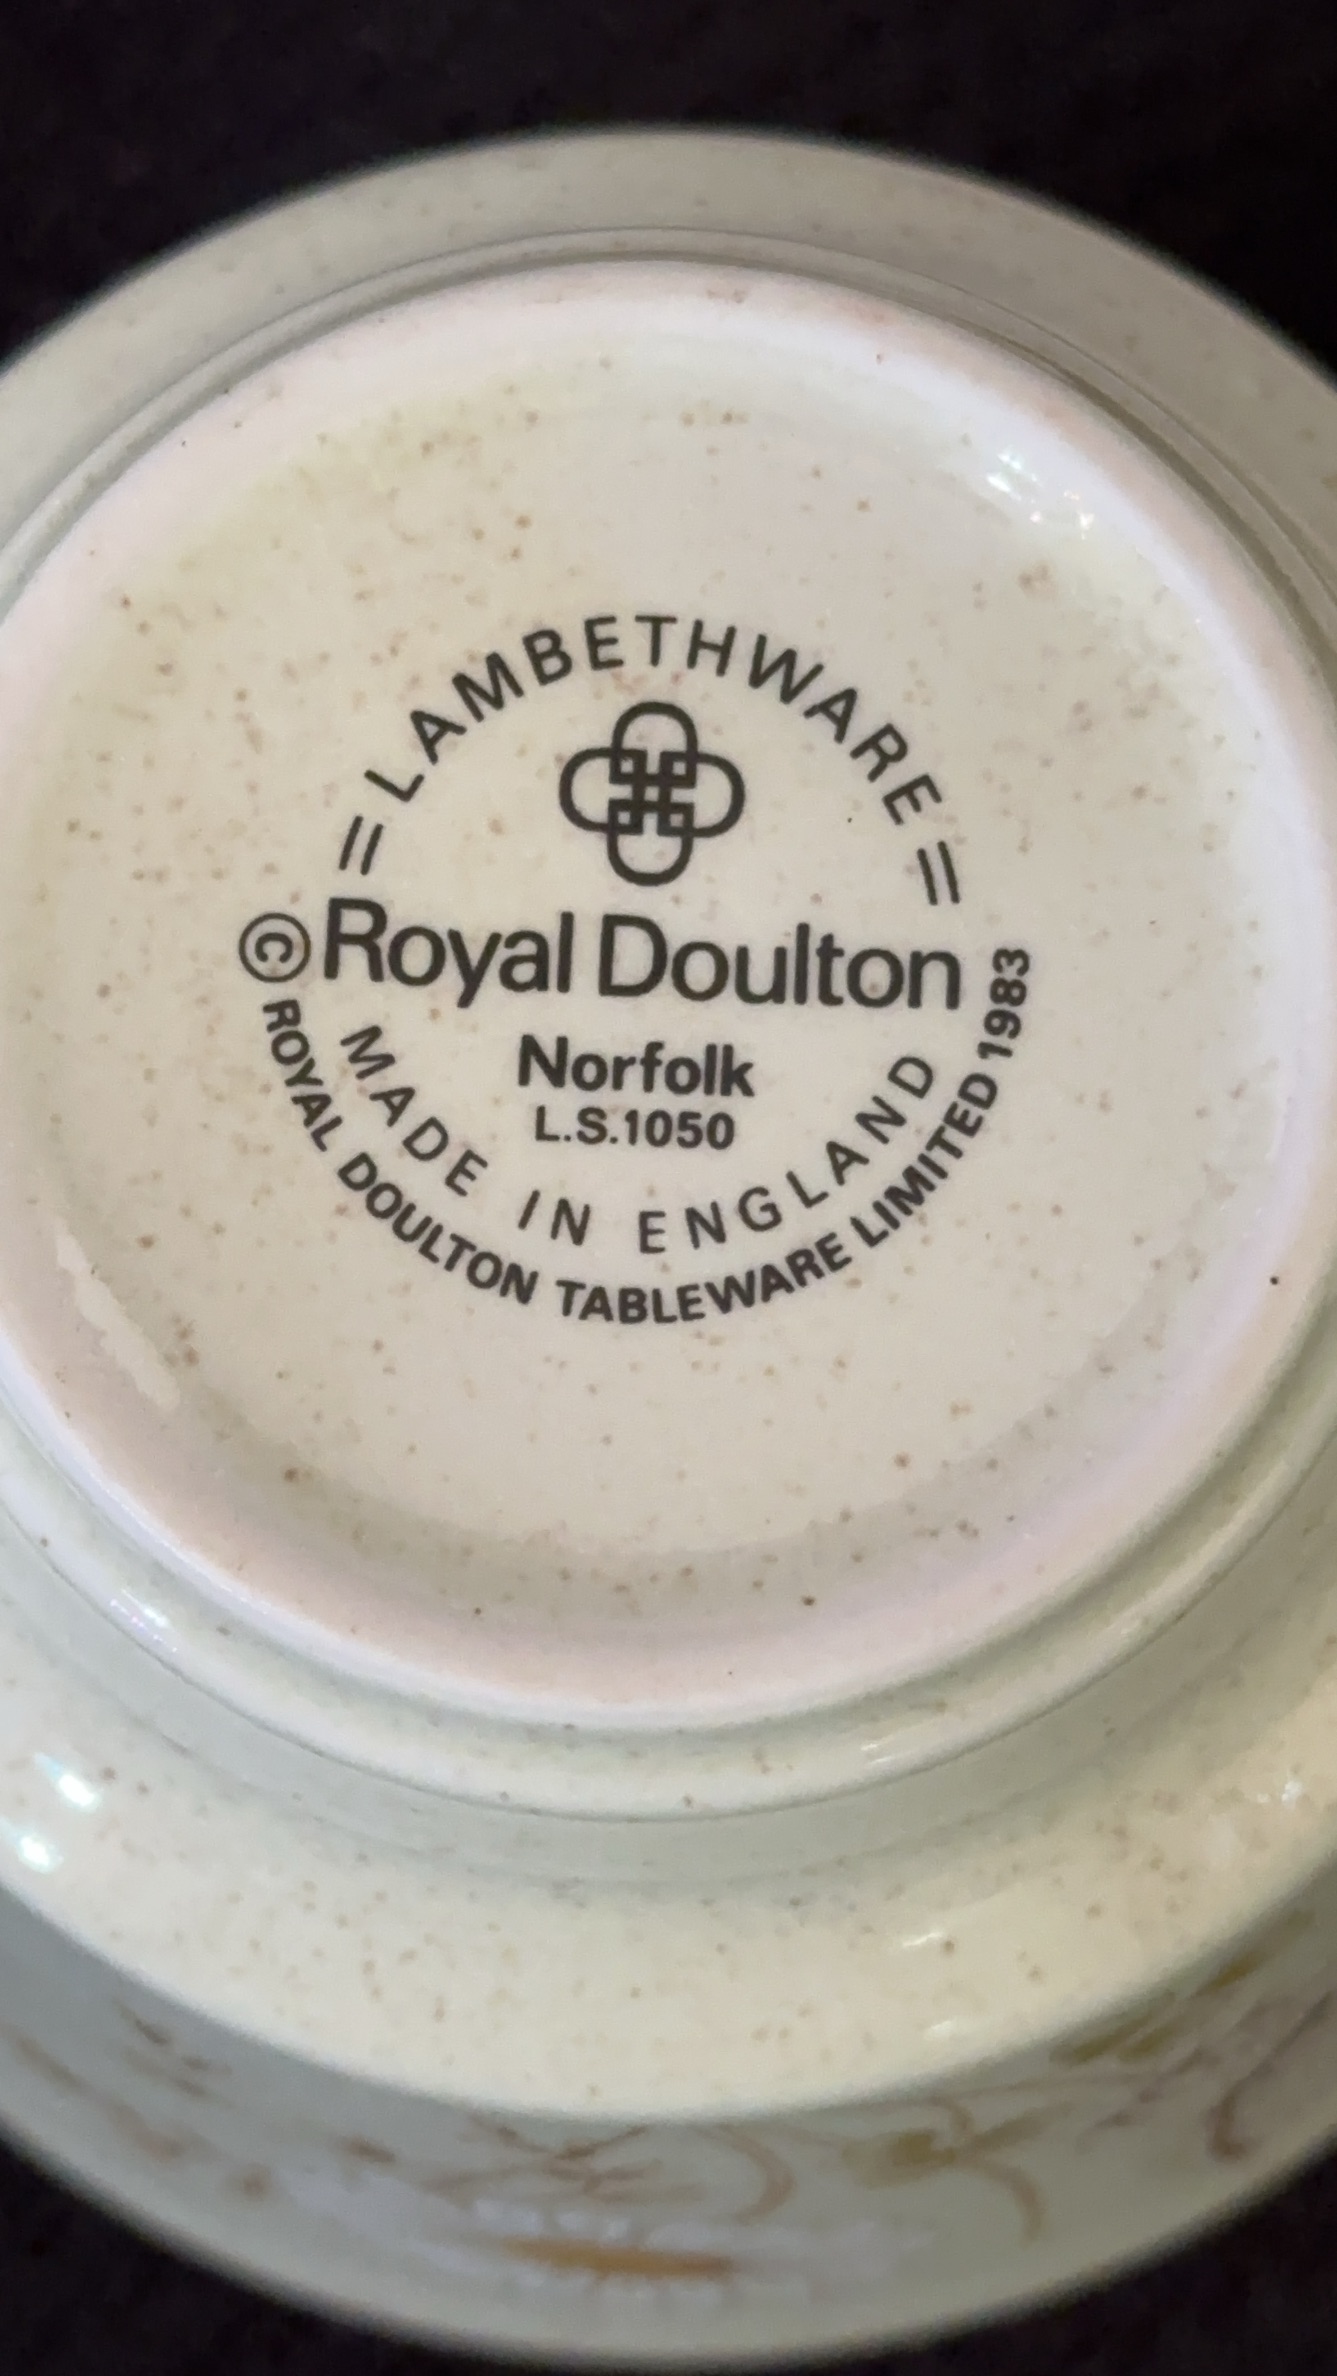 = LAMBETHWARE =
© Royal Doulton
Norfolk
L.S.1050
MADE IN ENGLAND
ROYAL DOULTON TABLEWARE LIMITED 1983